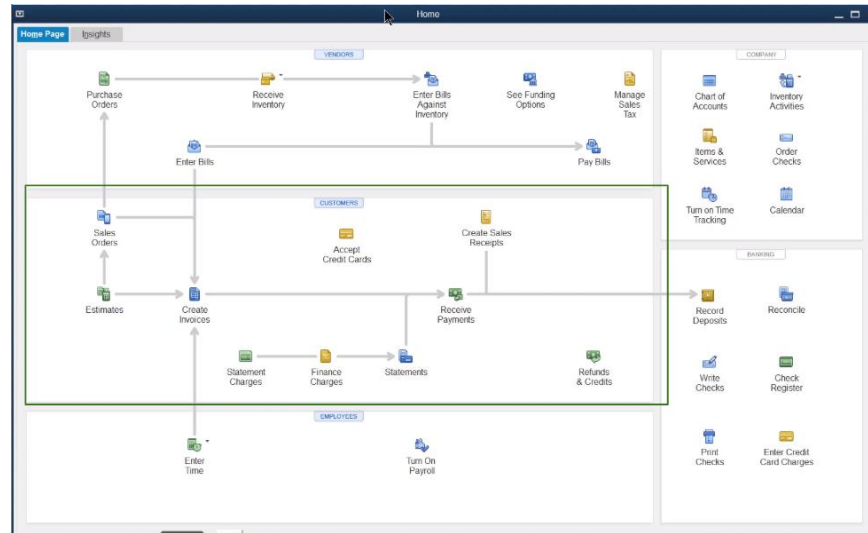 Home
Home Page
Insights
VENDORS
Purchase
Orders
Receive
Inventory
Enter Bills
Against
Inventory
See Funding
Options
Manage
Sales
Tax
Enter Bills
Pay Bills
CUSTOMERS
Sales
Orders
Accept
Credit Cards
Create Sales
Receipts
Estimates
Create
Invoices
Receive
Payments
Statement
Charges
Finance
Charges
Statements
Refunds
& Credits
EMPLOYEES
Enter
Time
Turn On
Payroll
COMPANY
Chart of
Accounts
Inventory
Activities
Items &
Services
Order
Checks
Turn on Time
Tracking
Calendar
BANKING
Record
Deposits
Reconcile
Write
Checks
Check
Register
Print
Checks
Enter Credit
Card Charges